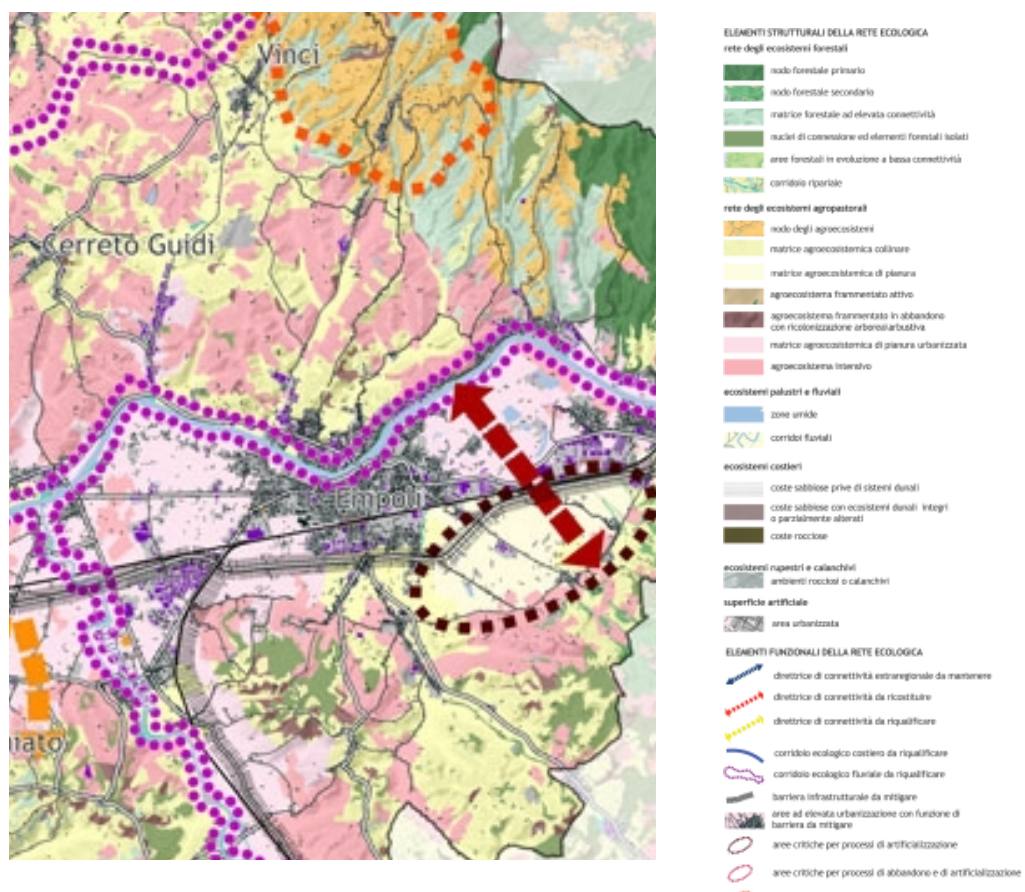 Vinci
Cerreto Guidi
Empoli
ELEMENTI STRUTTURALI DELLA RETE ECOLOGICA
rete degli ecosistemi forestali
nodo forestale primario
nodo forestale secondario
matrice forestale ad elevata connettività
nuclei di connessione ed elementi forestali isolati
aree forestali in evoluzione a bassa connettività
corridoio ripariale
rete degli ecosistemi agropastorali
nodo degli agroecosistemi
matrice agroecosistemica collinare
matrice agroecosistemica di pianura
agroecosistema frammentato attivo
agroecosistema frammentato in abbandono
con ricolonizzazione arborea/arbustiva
matrice agroecosistemica di pianura urbanizzata
agroecosistema intensivo
ecosistemi palustri e fluviali
zone umide
corridoi fluviali
ecosistemi costieri
coste sabbiose prive di sistemi dunali
coste sabbiose con ecosistemi dunali integri
o parzialmente alterati
coste rocciose
ecosistemi rupestri e calanchivi
ambienti rocciosi o calanchivi
superficie artificiale
area urbanizzata
ELEMENTI FUNZIONALI DELLA RETE ECOLOGICA
direttrice di connettività extraregionale da mantenere
direttrice di connettività da ricostituire
direttrice di connettività da riqualificare
corridoio ecologico costiero da riqualificare
corridoio ecologico fluviale da riqualificare
barriera infrastrutturale da mitigare
aree ad elevata urbanizzazione con funzione di
barriera da mitigare
aree critiche per processi di artificializzazione
aree critiche per processi di abbandono e di artificializzazione